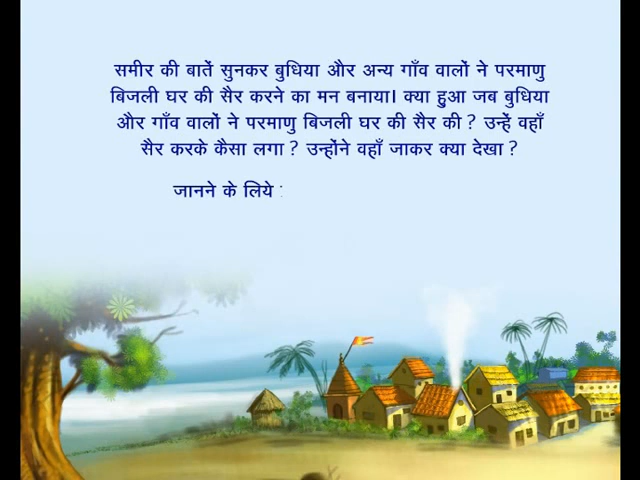 समीर की बातें सुनकर बुधिया और अन्य गाँव वालों ने परमाणु
बिजली घर की सैर करने का मन बनाया। क्या हुआ जब बुधिया
और गाँव वालों ने परमाणु बिजली घर की सैर की ? उन्हें वहाँ
सैर करके कैसा लगा ? उन्होंने वहाँ जाकर क्या देखा ?
जानने के लिये